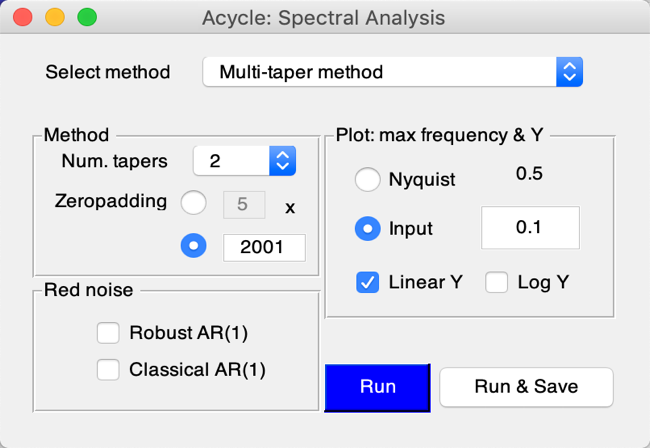 Acycle: Spectral Analysis
Select method Multi-taper method
Method
Num. tapers 2
Zeropadding 5 x
2001
Plot: max frequency & Y
Nyquist 0.5
Input 0.1
Linear Y Log Y
Red noise
Robust AR(1)
Classical AR(1)
Run Run & Save